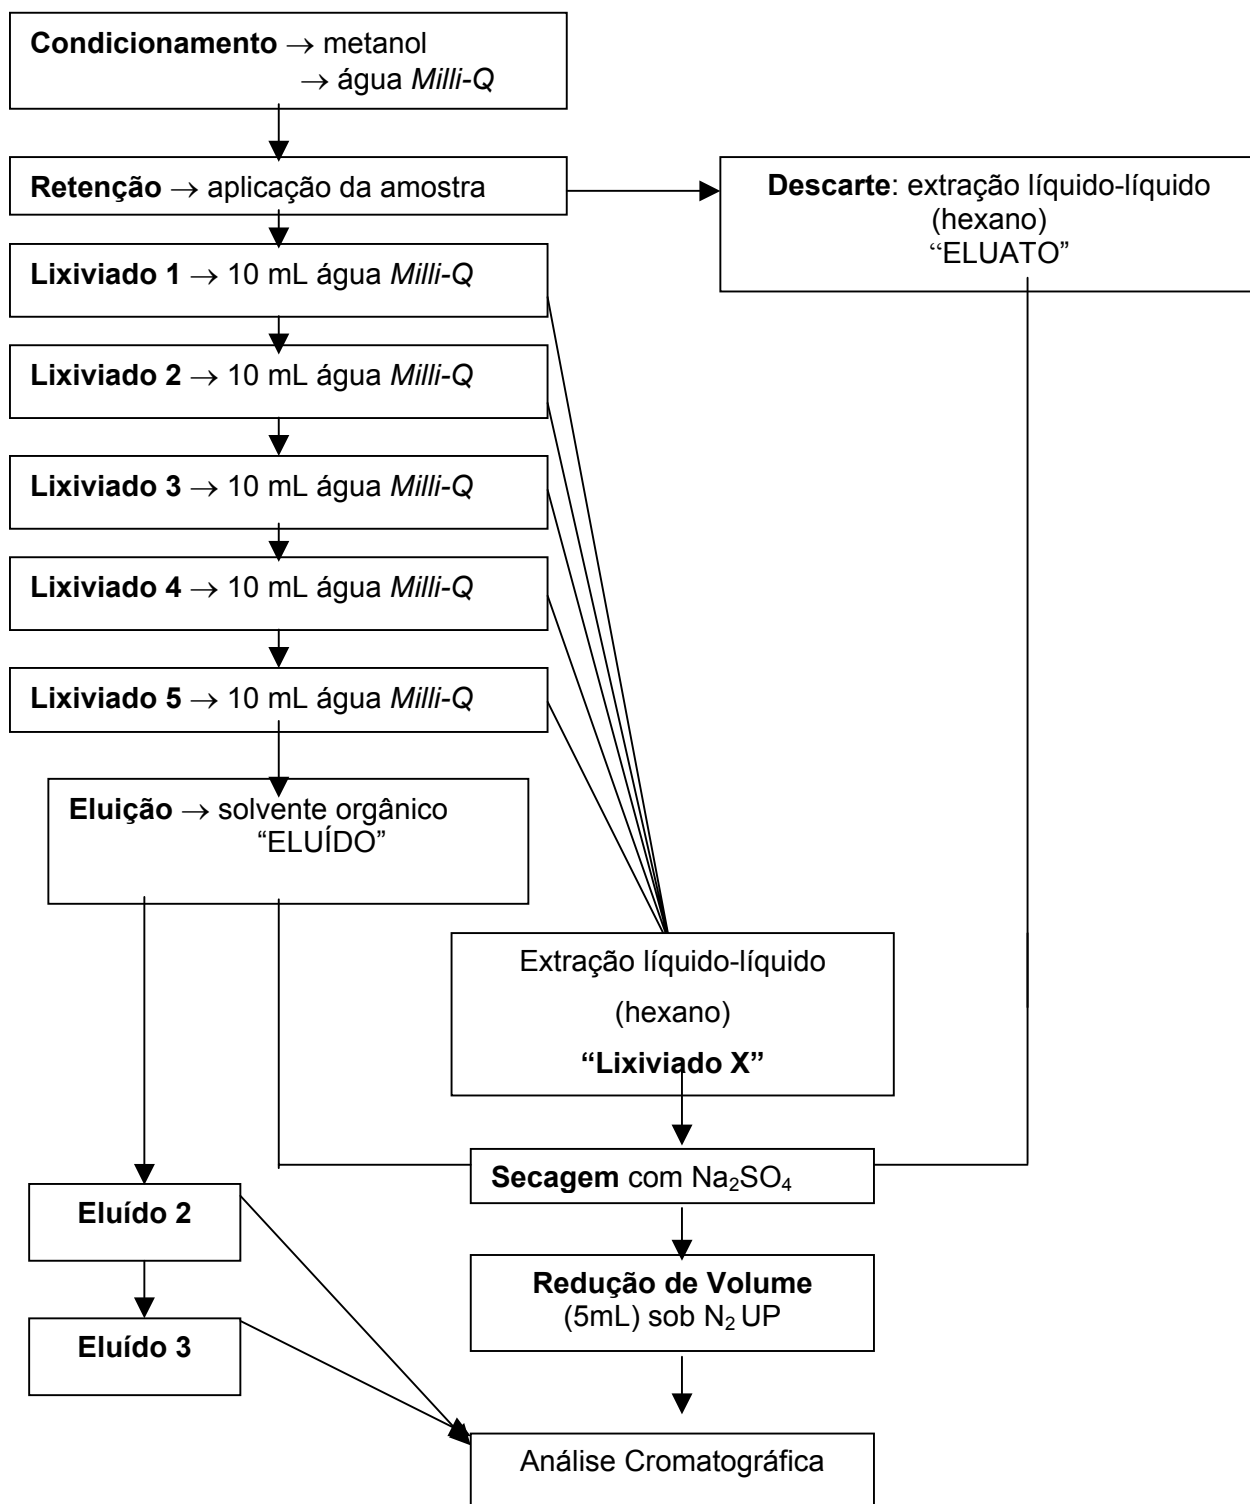 Condicionamento → metanol
→ água Milli-Q
Retenção → aplicação da amostra
Descarte: extração líquido-líquido
(hexano)
“ELUATO”
Lixiviado 1 → 10 mL água Milli-Q
Lixiviado 2 → 10 mL água Milli-Q
Lixiviado 3 → 10 mL água Milli-Q
Lixiviado 4 → 10 mL água Milli-Q
Lixiviado 5 → 10 mL água Milli-Q
Eluição → solvente orgânico
“ELUÍDO”
Extração líquido-líquido
(hexano)
“Lixiviado X”
Secagem com Na₂SO₄
Eluído 2
Redução de Volume
(5mL) sob N₂ UP
Eluído 3
Análise Cromatográfica